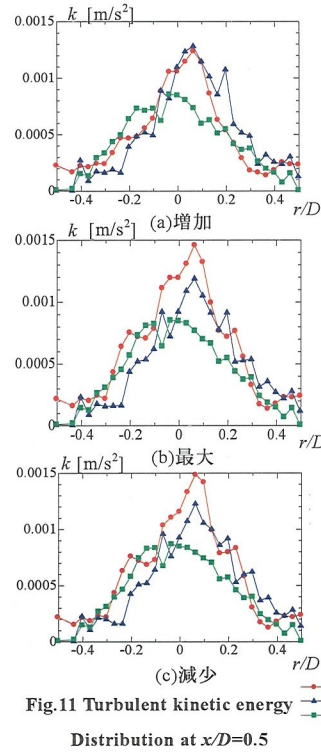 k [m/s²]
0.0015
0.001
0.0005
0
-0.4 -0.2 0 0.2 0.4
r/D
(a)增加
k [m/s²]
0.0015
0.001
0.0005
0
-0.4 -0.2 0 0.2 0.4
r/D
(b)最大
k [m/s²]
0.0015
0.001
0.0005
0
-0.4 -0.2 0 0.2 0.4
r/D
(c)減少
Fig.11 Turbulent kinetic energy
Distribution at x/D=0.5